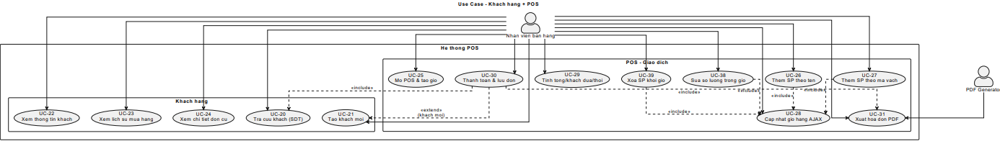 Use Case - Khach hang + POS
Nhan vien ban hang
He thong POS
POS - Giao dich
UC-25
Mo POS & tao gio
UC-30
Thanh toan & luu don
UC-29
Tinh tong/khach dua/thoi
UC-39
Xoa SP khoi gio
UC-38
Sua so luong trong gio
UC-26
Them SP theo ten
UC-27
Them SP theo ma vach
PDF Generator
«include»
«include»
«include»
«include»
«include»
Khach hang
«extend»
(khach moi)
«include»
UC-22
Xem thong tin khach
UC-23
Xem lich su mua hang
UC-24
Xem chi tiet don cu
UC-20
Tra cuu khach (SDT)
UC-21
Tao khach moi
UC-28
Cap nhat gio hang AJAX
UC-31
Xuat hoa don PDF